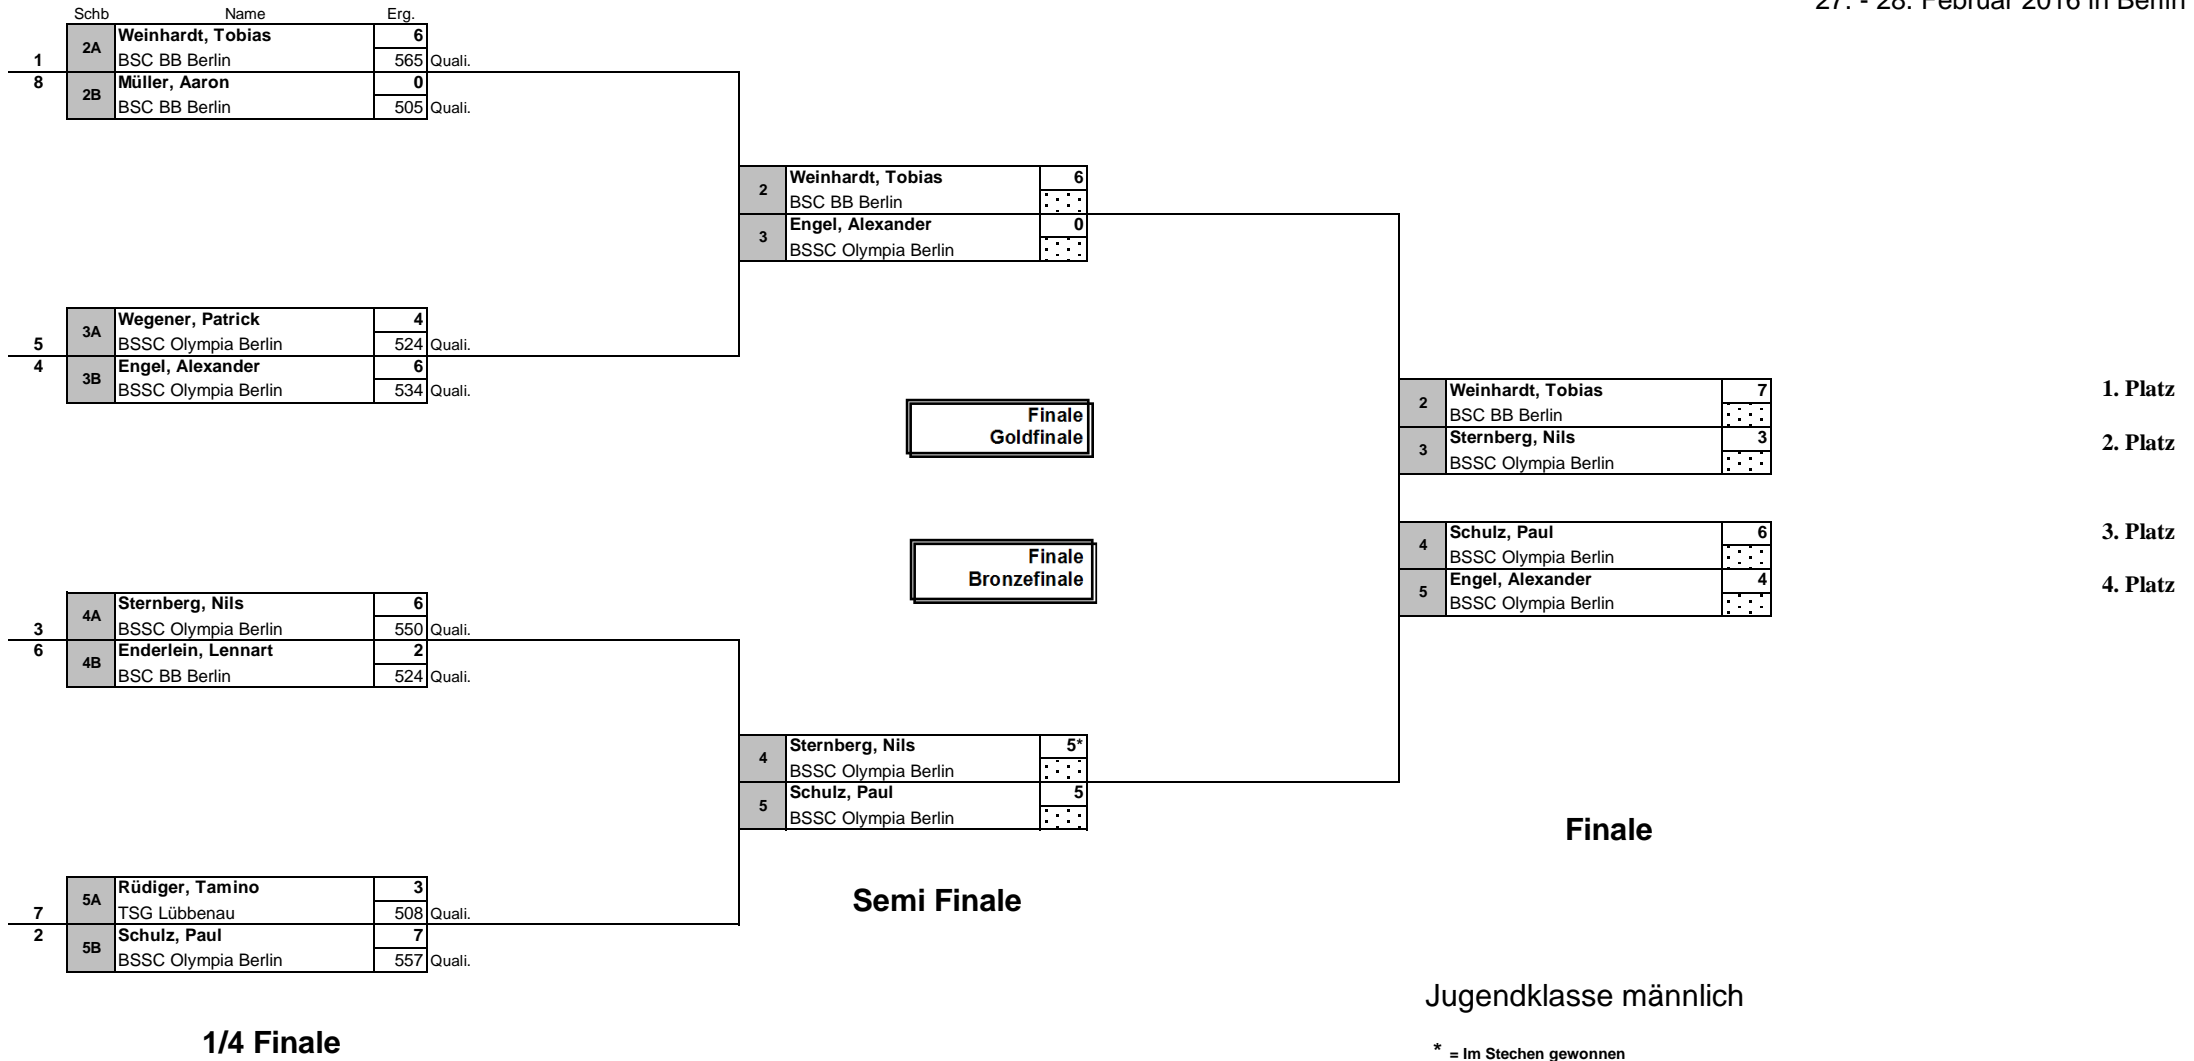 27. - 28. Februar 2016 in Berlin
Schb Name Erg.
2A Weinhardt, Tobias 6
1 BSC BB Berlin 565 Quali.
8 2B Müller, Aaron 0
BSC BB Berlin 505 Quali.
2 Weinhardt, Tobias 6
BSC BB Berlin
3 Engel, Alexander 0
BSSC Olympia Berlin
3A Wegener, Patrick 4
5 BSSC Olympia Berlin 524 Quali.
4 3B Engel, Alexander 6
BSSC Olympia Berlin 534 Quali.
Finale
Goldfinale
2 Weinhardt, Tobias 7 1. Platz
BSC BB Berlin
3 Sternberg, Nils 3 2. Platz
BSSC Olympia Berlin
Finale
Bronzefinale
4 Schulz, Paul 6 3. Platz
BSSC Olympia Berlin
5 Engel, Alexander 4 4. Platz
BSSC Olympia Berlin
4A Sternberg, Nils 6
3 BSSC Olympia Berlin 550 Quali.
6 4B Enderlein, Lennart 2
BSC BB Berlin 524 Quali.
4 Sternberg, Nils 5*
BSSC Olympia Berlin
5 Schulz, Paul 5
BSSC Olympia Berlin
Finale
5A Rüdiger, Tamino 3
7 TSG Lübbenau 508 Quali.
2 5B Schulz, Paul 7
BSSC Olympia Berlin 557 Quali.
Semi Finale
Jugendklasse männlich
1/4 Finale
* = Im Stechen gewonnen